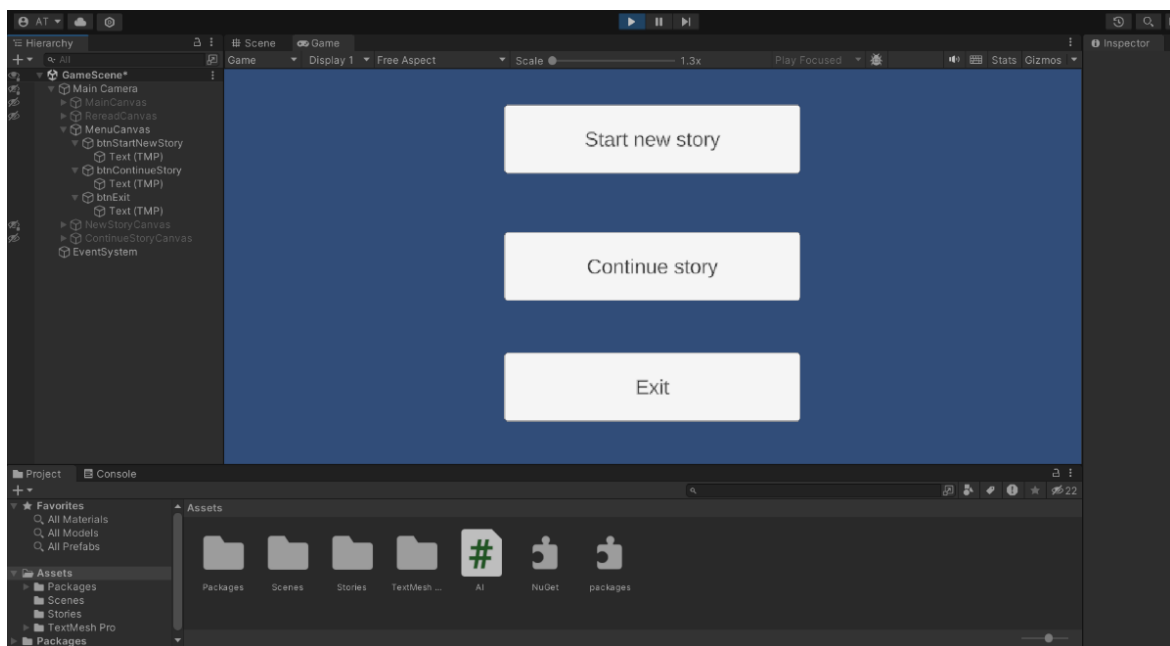 AT
Hierarchy
All
GameScene*
Main Camera
MainCanvas
RereadCanvas
MenuCanvas
btnStartNewStory
Text (TMP)
btnContinueStory
Text (TMP)
btnExit
Text (TMP)
NewStoryCanvas
ContinueStoryCanvas
EventSystem
Scene Game
Game Display 1 Free Aspect Scale 1.3x Play Focused Stats Gizmos
Start new story
Continue story
Exit
Inspector
Project Console
22
Favorites
All Materials
All Models
All Prefabs
Assets
Packages
Scenes
Stories
TextMesh Pro
Packages
Assets
#
Packages Scenes Stories TextMesh ... AI NuGet packages